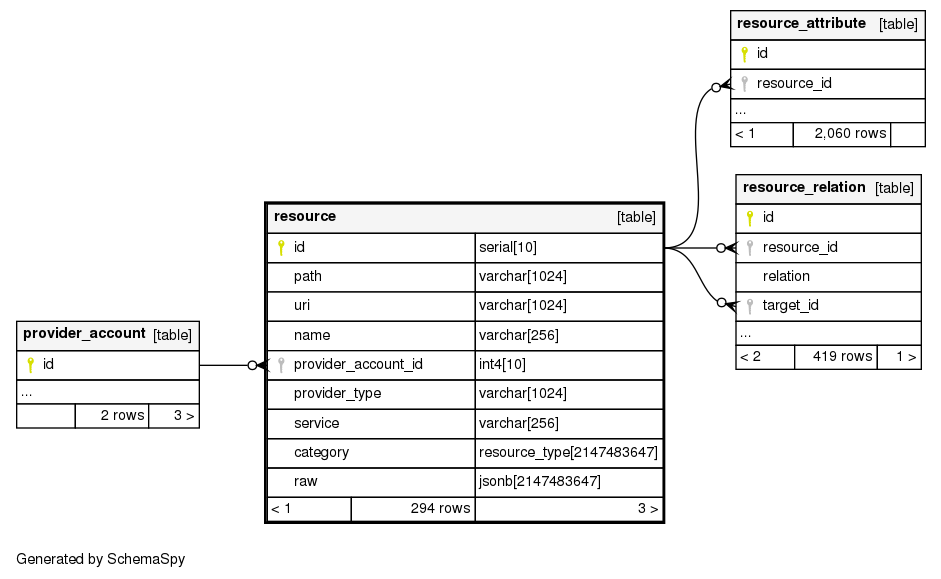 resource_attribute [table]
id
resource_id
...
< 1 2,060 rows
resource_relation [table]
id
resource_id
relation
target_id
...
< 2 419 rows 1 >
resource [table]
id serial[10]
path varchar[1024]
uri varchar[1024]
name varchar[256]
provider_account_id int4[10]
provider_type varchar[1024]
service varchar[256]
category resource_type[2147483647]
raw jsonb[2147483647]
< 1 294 rows 3 >
provider_account [table]
id
...
2 rows 3 >
Generated by SchemaSpy